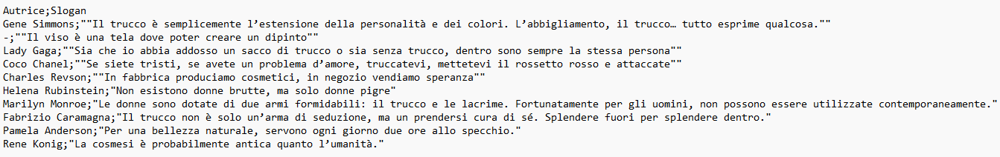 Autrice;Slogan
Gene Simmons;""Il trucco è semplicemente l’estensione della personalità e dei colori. L’abbigliamento, il trucco… tutto esprime qualcosa.""
-;""Il viso è una tela dove poter creare un dipinto""
Lady Gaga;""Sia che io abbia addosso un sacco di trucco o sia senza trucco, dentro sono sempre la stessa persona""
Coco Chanel;""Se siete tristi, se avete un problema d’amore, truccatevi, mettetevi il rossetto rosso e attaccate""
Charles Revson;""In fabbrica produciamo cosmetici, in negozio vendiamo speranza""
Helena Rubinstein;"Non esistono donne brutte, ma solo donne pigre"
Marilyn Monroe;"Le donne sono dotate di due armi formidabili: il trucco e le lacrime. Fortunatamente per gli uomini, non possono essere utilizzate contemporaneamente."
Fabrizio Caramagna;"Il trucco non è solo un’arma di seduzione, ma un prendersi cura di sé. Splendere fuori per splendere dentro."
Pamela Anderson;"Per una bellezza naturale, servono ogni giorno due ore allo specchio."
Rene Konig;"La cosmesi è probabilmente antica quanto l’umanità."